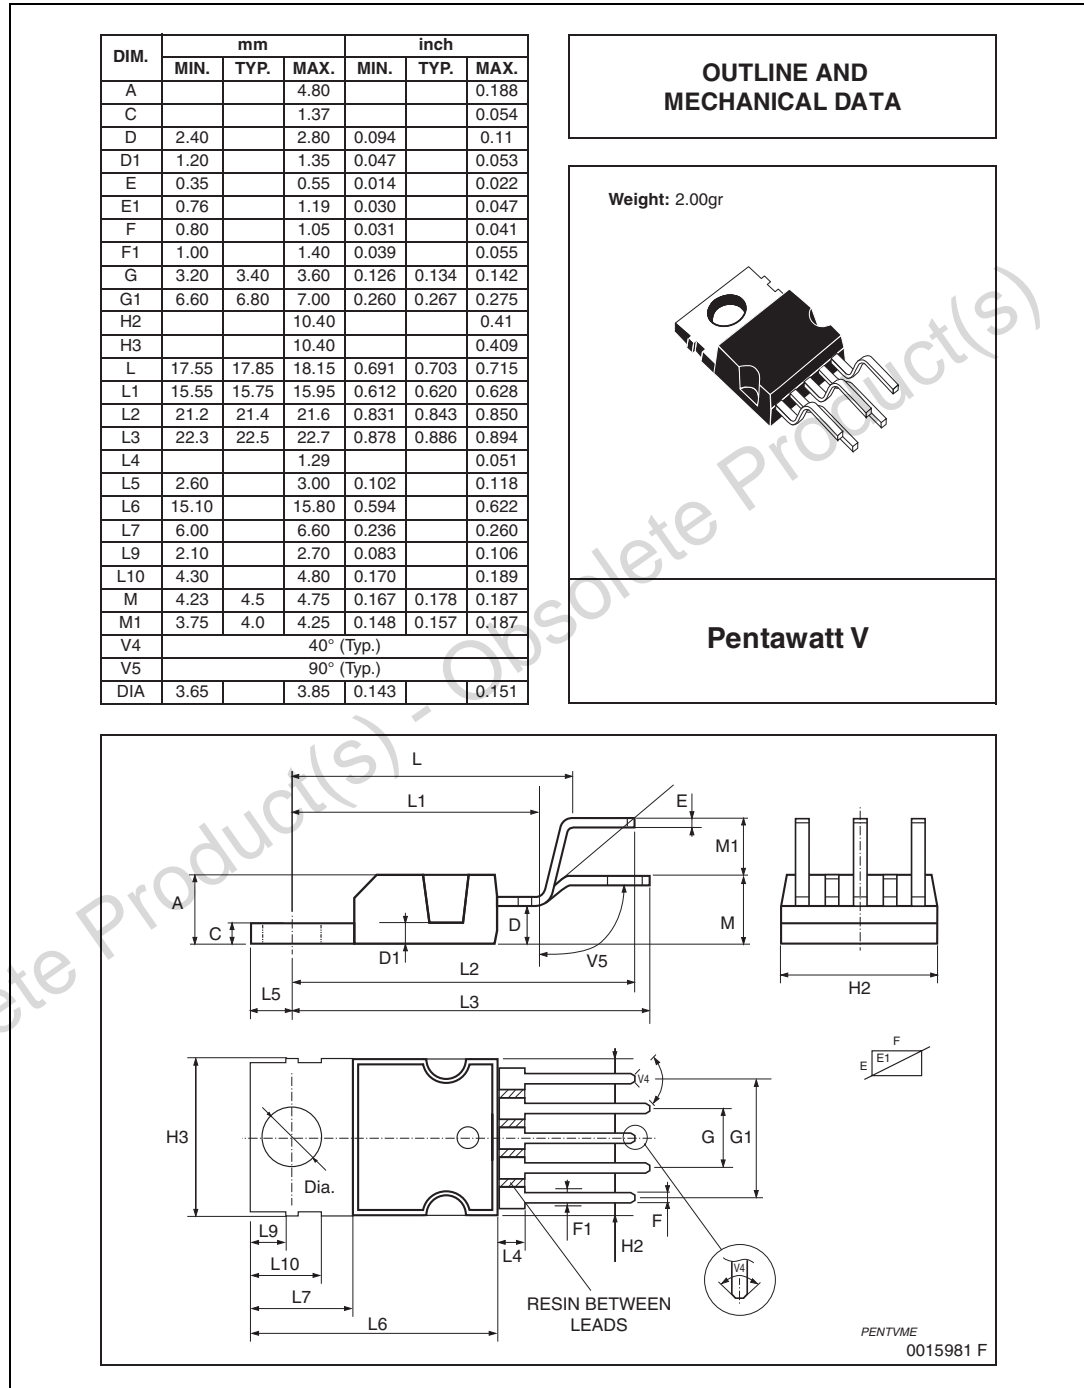 DIM. mm inch
MIN. TYP. MAX. MIN. TYP. MAX.
A 4.80 0.188
C 1.37 0.054
D 2.40 2.80 0.094 0.11
D1 1.20 1.35 0.047 0.053
E 0.35 0.55 0.014 0.022
E1 0.76 1.19 0.030 0.047
F 0.80 1.05 0.031 0.041
F1 1.00 1.40 0.039 0.055
G 3.20 3.40 3.60 0.126 0.134 0.142
G1 6.60 6.80 7.00 0.260 0.267 0.275
H2 10.40 0.41
H3 10.40 0.409
L 17.55 17.85 18.15 0.691 0.703 0.715
L1 15.55 15.75 15.95 0.612 0.620 0.628
L2 21.2 21.4 21.6 0.831 0.843 0.850
L3 22.3 22.5 22.7 0.878 0.886 0.894
L4 1.29 0.051
L5 2.60 3.00 0.102 0.118
L6 15.10 15.80 0.594 0.622
L7 6.00 6.60 0.236 0.260
L9 2.10 2.70 0.083 0.106
L10 4.30 4.80 0.170 0.189
M 4.23 4.5 4.75 0.167 0.178 0.187
M1 3.75 4.0 4.25 0.148 0.157 0.187
V4 40° (Typ.)
V5 90° (Typ.)
DIA 3.65 3.85 0.143 0.151
OUTLINE AND
MECHANICAL DATA
Weight: 2.00gr
Pentawatt V
L
L1
E
M1
A
C
D
M
D1
V5
L2
L5
L3
H2
F
E E1
V4
H3
G G1
Dia.
L9
F1
F
L4
H2
L10
V4
L7
RESIN BETWEEN
LEADS
L6
PENTVME
0015981 F
ete Product(s) - Obsolete Product(s)